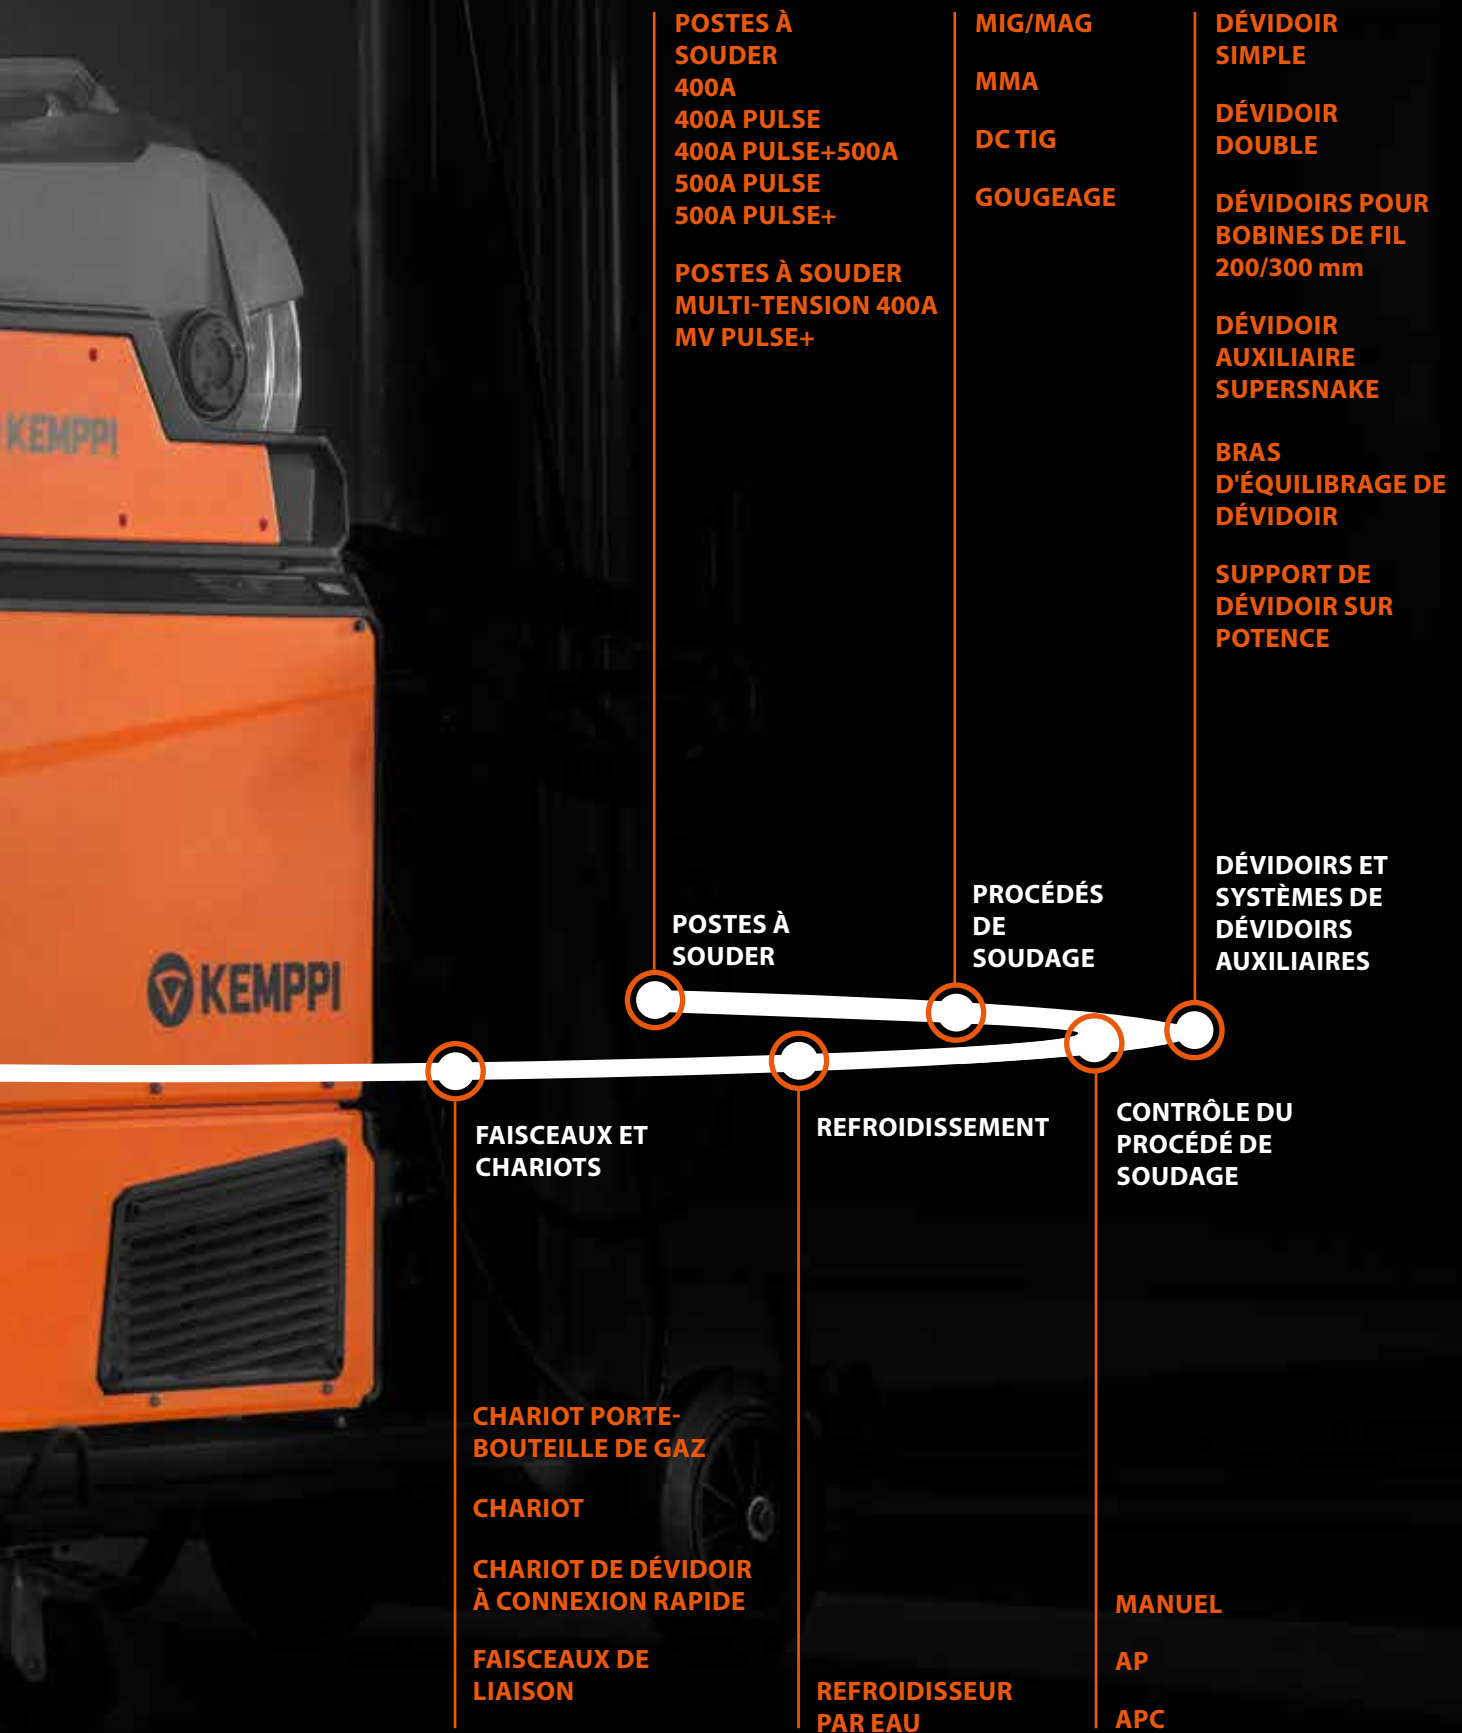 POSTES À
SOUDER
400A
400A PULSE
400A PULSE+500A
500A PULSE
500A PULSE+
POSTES À SOUDER
MULTI-TENSION 400A
MV PULSE+
MIG/MAG
MMA
DC TIG
GOUGEAGE
DÉVIDOIR
SIMPLE
DÉVIDOIR
DOUBLE
DÉVIDOIRS POUR
BOBINES DE FIL
200/300 mm
DÉVIDOIR
AUXILIAIRE
SUPERSNAKE
BRAS
D'ÉQUILIBRAGE DE
DÉVIDOIR
SUPPORT DE
DÉVIDOIR SUR
POTENCE
KEMPPI
KEMPPI
POSTES À
SOUDER
PROCÉDÉS
DE
SOUDAGE
DÉVIDOIRS ET
SYSTÈMES DE
DÉVIDOIRS
AUXILIAIRES
FAISCEAUX ET
CHARIOTS
REFROIDISSEMENT
CONTRÔLE DU
PROCÉDÉ DE
SOUDAGE
CHARIOT PORTE-
BOUTEILLE DE GAZ
CHARIOT
CHARIOT DE DÉVIDOIR
À CONNEXION RAPIDE
FAISCEAUX DE
LIAISON
REFROIDISSEUR
PAR EAU
MANUEL
AP
APC